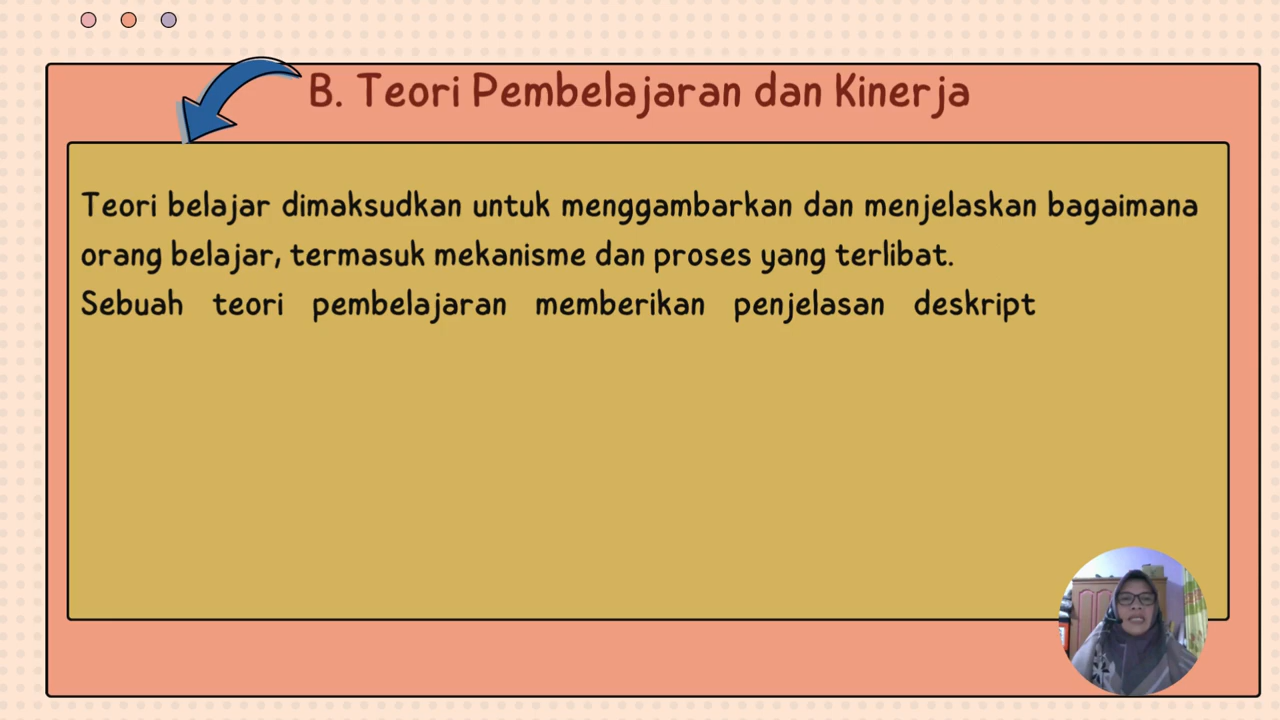 B. Teori Pembelajaran dan Kinerja
Teori belajar dimaksudkan untuk menggambarkan dan menjelaskan bagaimana
orang belajar, termasuk mekanisme dan proses yang terlibat.
Sebuah teori pembelajaran memberikan penjelasan deskript